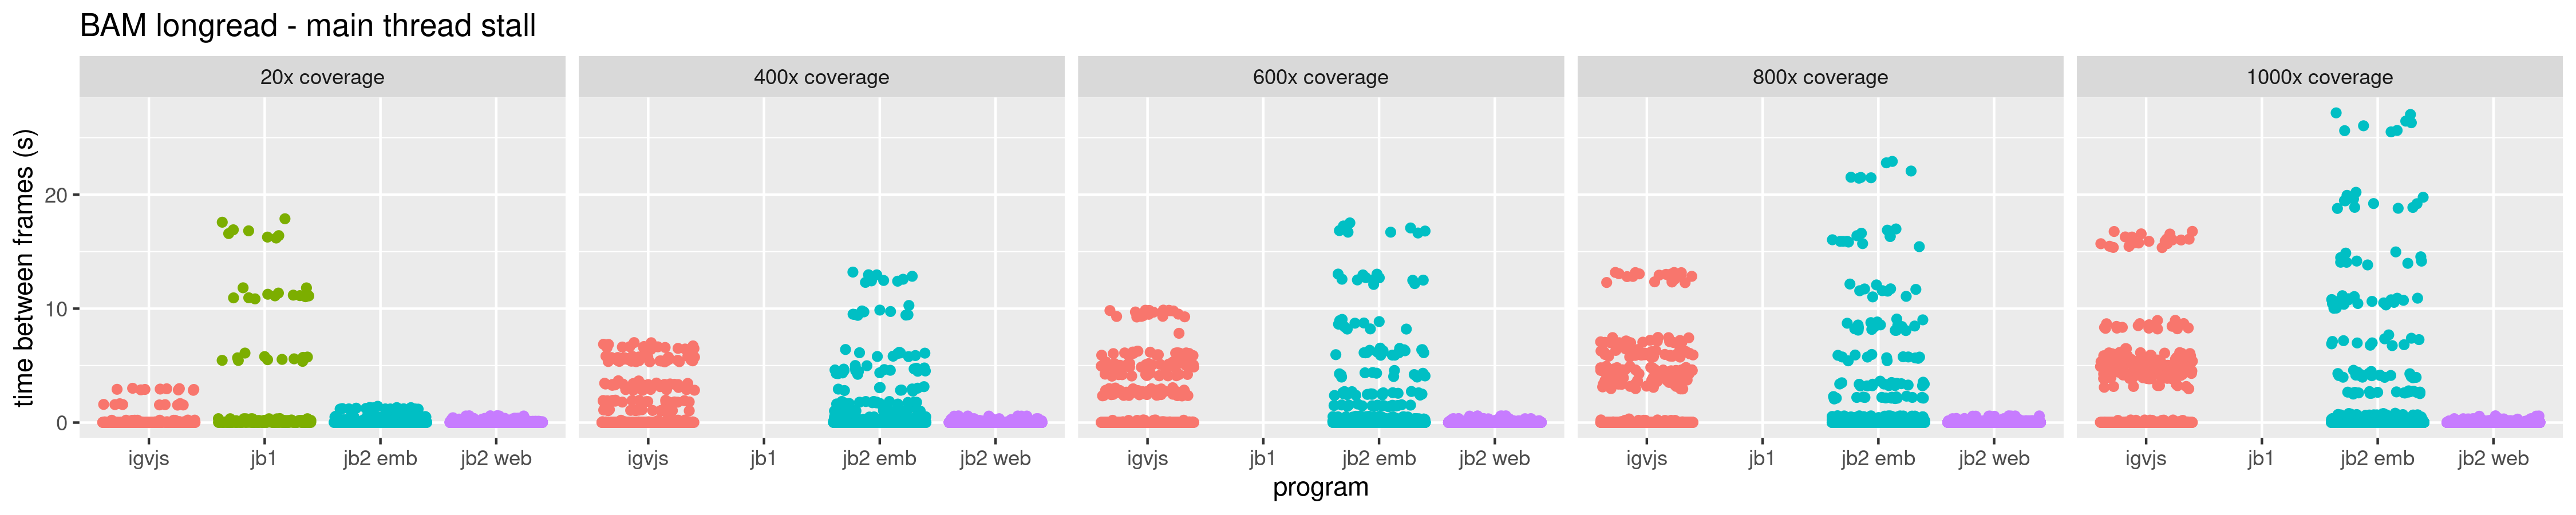 BAM longread - main thread stall
20x coverage 400x coverage 600x coverage 800x coverage 1000x coverage
time between frames (s)
20
10
0
igvjs jb1 jb2 emb jb2 web igvjs jb1 jb2 emb jb2 web igvjs jb1 jb2 emb jb2 web igvjs jb1 jb2 emb jb2 web igvjs jb1 jb2 emb jb2 web
program